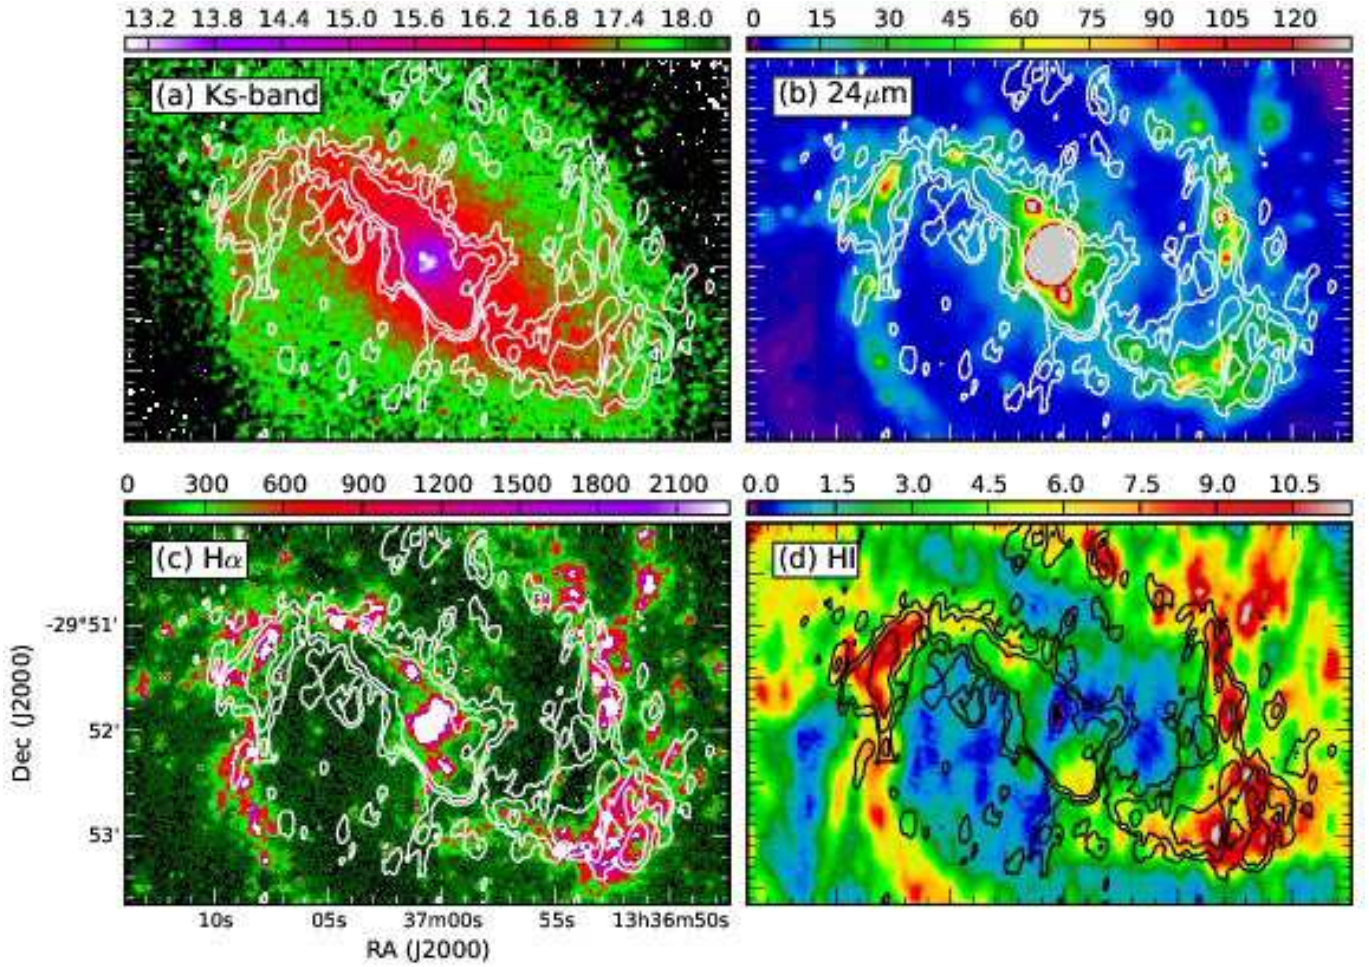 13.2 13.8 14.4 15.0 15.6 16.2 16.8 17.4 18.0
(a) Ks-band
0 15 30 45 60 75 90 105 120
(b) 24μm
0 300 600 900 1200 1500 1800 2100
(c) Hα
0.0 1.5 3.0 4.5 6.0 7.5 9.0 10.5
(d) HI
-29°51'
52'
53'
Dec (J2000)
10s 05s 37m00s 55s 13h36m50s
RA (J2000)